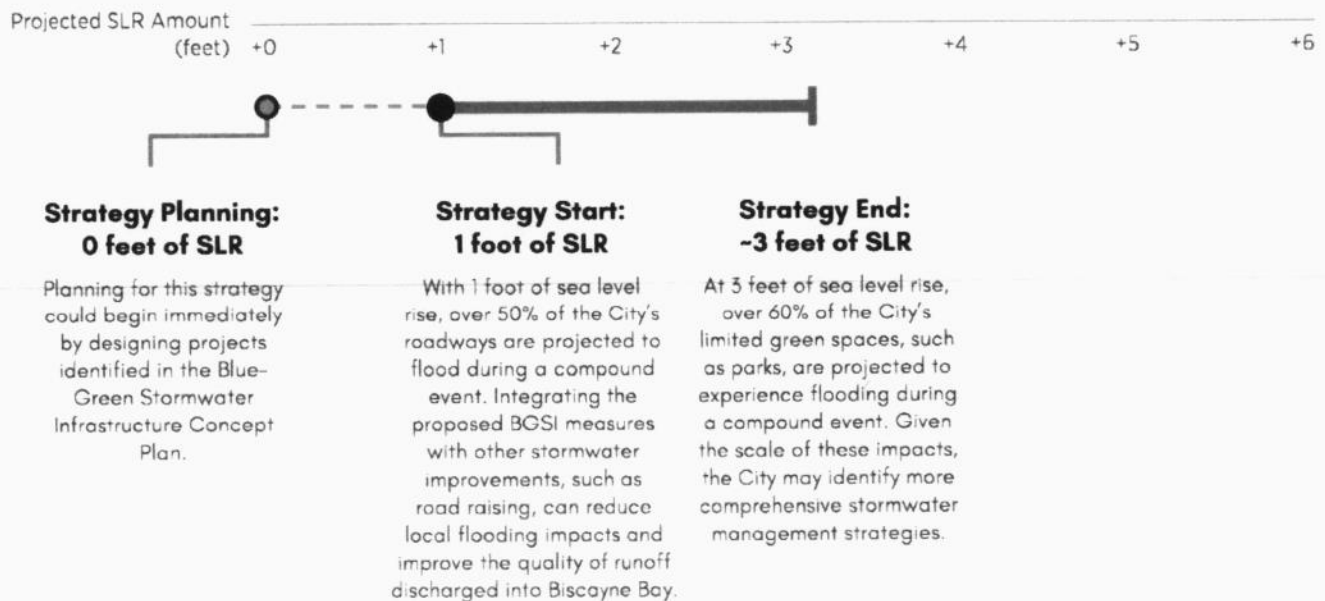 Projected SLR Amount
(feet) +0 +1 +2 +3 +4 +5 +6
Strategy Planning:
0 feet of SLR
Planning for this strategy
could begin immediately
by designing projects
identified in the Blue-
Green Stormwater
Infrastructure Concept
Plan.
Strategy Start:
1 foot of SLR
With 1 foot of sea level
rise, over 50% of the City's
roadways are projected to
flood during a compound
event. Integrating the
proposed BGSI measures
with other stormwater
improvements, such as
road raising, can reduce
local flooding impacts and
improve the quality of runoff
discharged into Biscayne Bay.
Strategy End:
~3 feet of SLR
At 3 feet of sea level rise,
over 60% of the City's
limited green spaces, such
as parks, are projected to
experience flooding during
a compound event. Given
the scale of these impacts,
the City may identify more
comprehensive stormwater
management strategies.